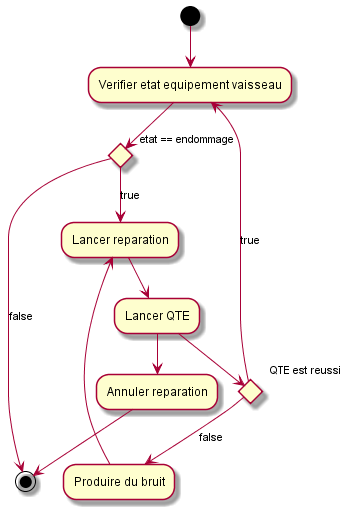 Verifier etat equipement vaisseau
etat == endommage
true
Lancer reparation
true
Lancer QTE
false
QTE est reussi
Annuler reparation
false
Produire du bruit